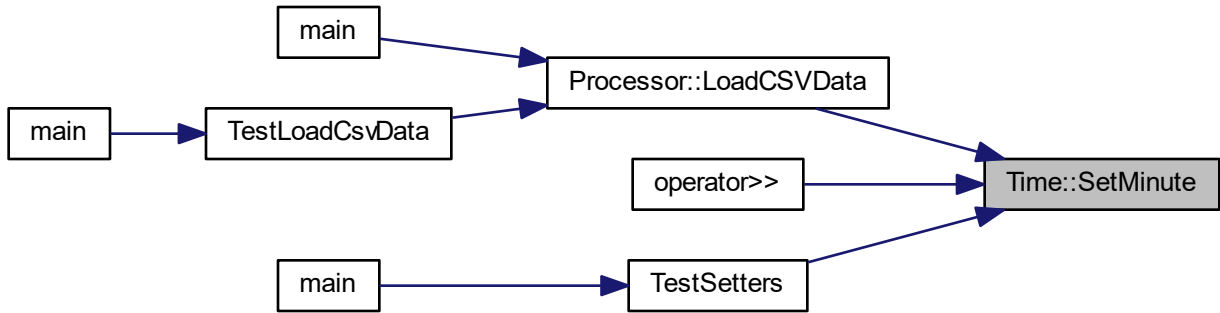 main
Processor::LoadCSVData
main
TestLoadCsvData
operator>>
Time::SetMinute
main
TestSetters